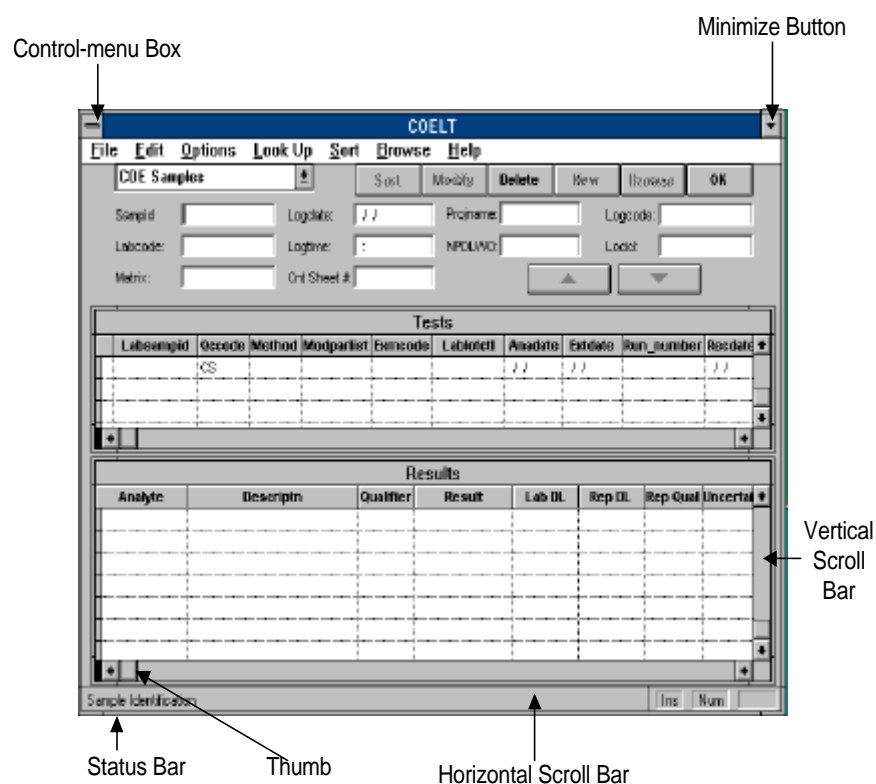 Minimize Button
Control-menu Box
COELT
File Edit Options Look Up Sort Browse Help
COE Samples Modify Delete New Browse OK
Sampid Logdate: / / Projname: Logcode:
Labcode: Logtime: : NPDLWO: Locid:
Matrix: Cnt Sheet #:
Tests
Labsampid Qccode Method Modparlist Exmcode Lablotctl Anadate Extdate Run_number Recdate
CS / / / / / /
Results
Analyte Descriptn Qualifier Result Lab DL Rep DL Rep Qual Uncertai
Vertical
Scroll
Bar
Sample Identification Ins Num
Status Bar Thumb Horizontal Scroll Bar